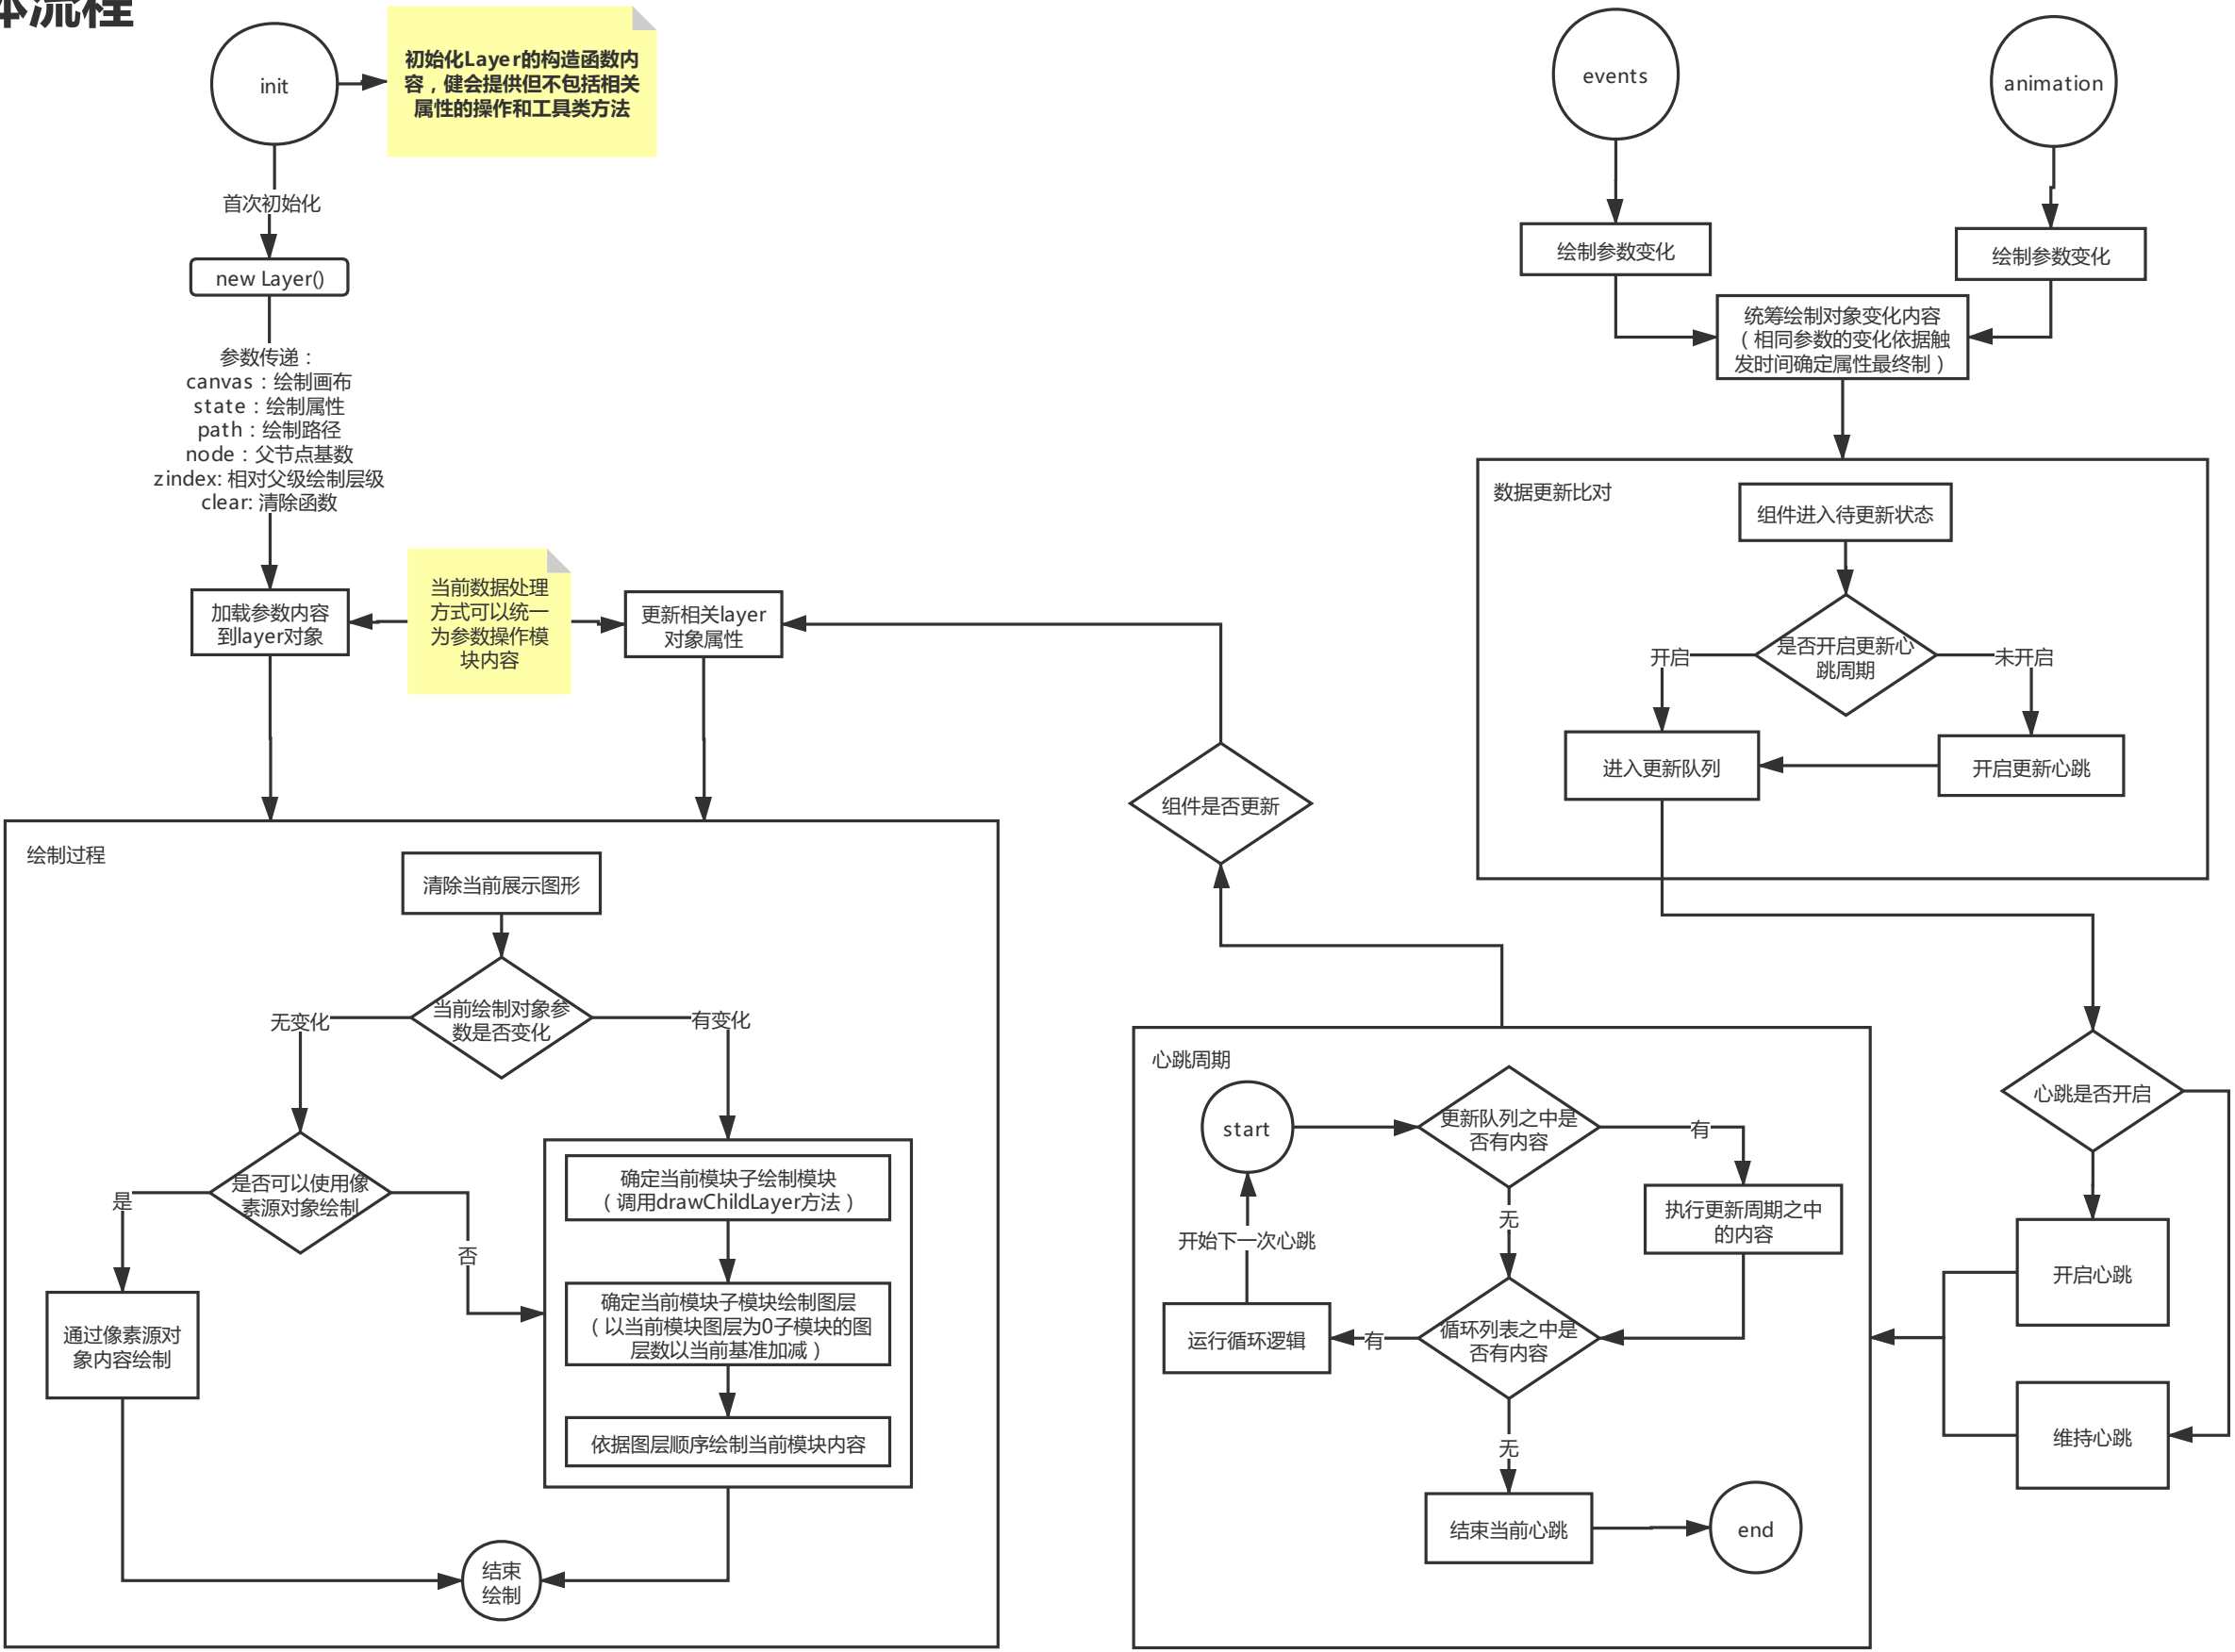 本流程
init
初始化Layer的构造函数内
容，健会提供但不包括相关
属性的操作和工具类方法
首次初始化
new Layer()
参数传递：
canvas：绘制画布
state：绘制属性
path：绘制路径
node：父节点基数
zindex: 相对父级绘制层级
clear: 清除函数
加载参数内容
到layer对象
当前数据处理
方式可以统一
为参数操作模
块内容
更新相关layer
对象属性
绘制过程
清除当前展示图形
当前绘制对象参
数是否变化
无变化
有变化
是否可以使用像
素源对象绘制
是
否
通过像素源对
象内容绘制
确定当前模块子绘制模块
（调用drawChildLayer方法）
确定当前模块子模块绘制图层
（以当前模块图层为0子模块的图
层数以当前基准加减）
依据图层顺序绘制当前模块内容
结束
绘制
events
animation
绘制参数变化
绘制参数变化
统筹绘制对象变化内容
（相同参数的变化依据触
发时间确定属性最终制）
数据更新比对
组件进入待更新状态
是否开启更新心
跳周期
开启
未开启
进入更新队列
开启更新心跳
组件是否更新
心跳周期
start
更新队列之中是
否有内容
有
无
执行更新周期之中
的内容
开始下一次心跳
运行循环逻辑
有
循环列表之中是
否有内容
无
结束当前心跳
end
心跳是否开启
开启心跳
维持心跳